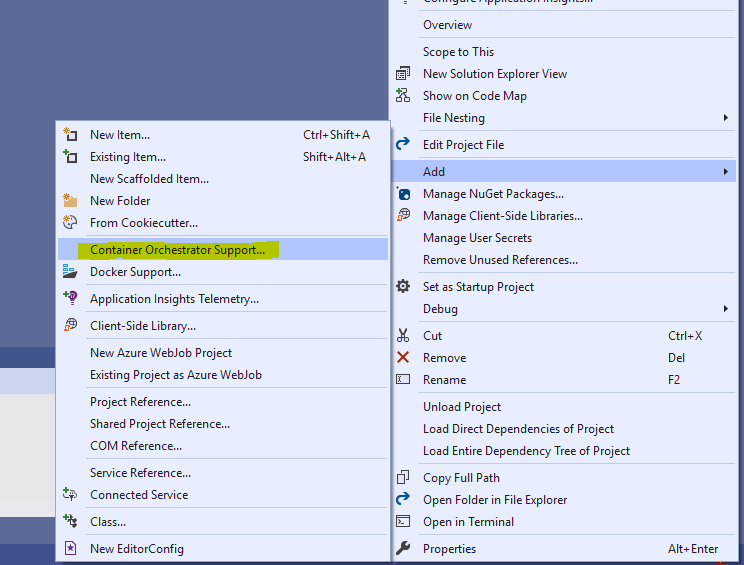 Configure Application Insights...
Overview
Scope to This
New Solution Explorer View
Show on Code Map
File Nesting
Edit Project File
Add
Manage NuGet Packages...
Manage Client-Side Libraries...
Manage User Secrets
Remove Unused References...
Set as Startup Project
Debug
Cut Ctrl+X
Remove Del
Rename F2
Unload Project
Load Direct Dependencies of Project
Load Entire Dependency Tree of Project
Copy Full Path
Open Folder in File Explorer
Open in Terminal
Properties Alt+Enter
New Item... Ctrl+Shift+A
Existing Item... Shift+Alt+A
New Scaffolded Item...
New Folder
From Cookiecutter...
Container Orchestrator Support...
Docker Support...
Application Insights Telemetry...
Client-Side Library...
New Azure WebJob Project
Existing Project as Azure WebJob
Project Reference...
Shared Project Reference...
COM Reference...
Service Reference...
Connected Service
Class...
New EditorConfig